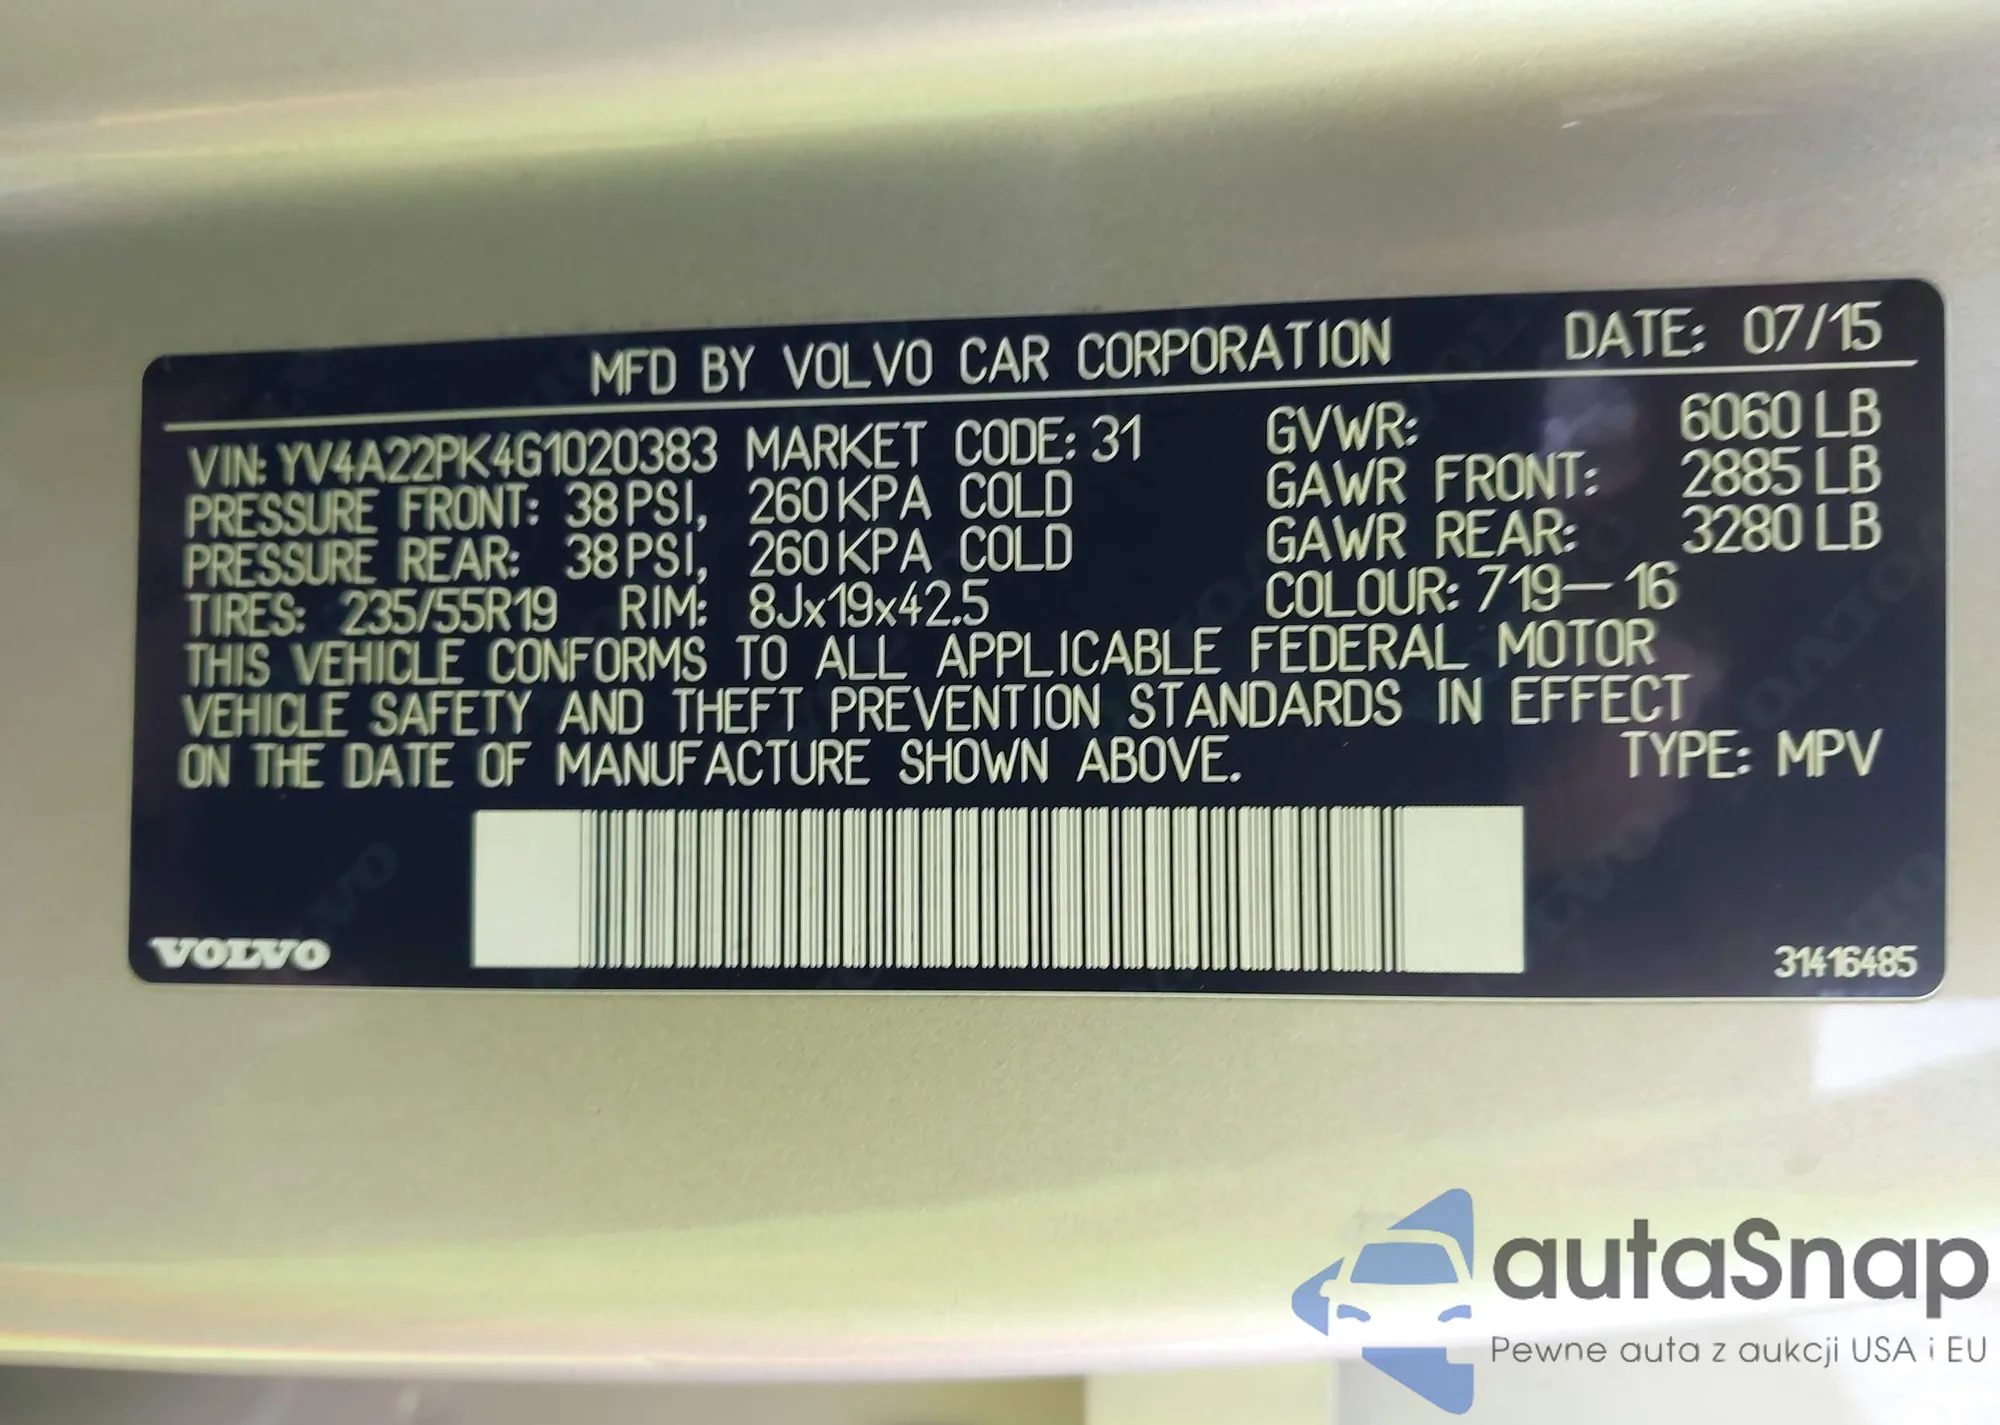 MFD BY VOLVO CAR CORPORATION DATE: 07/15
VIN: YV4A22PK4G1020383 MARKET CODE: 31 GVWR: 6060 LB
PRESSURE FRONT: 38 PSI, 260 KPA COLD GAWR FRONT: 2885 LB
PRESSURE REAR: 38 PSI, 260 KPA COLD GAWR REAR: 3280 LB
TIRES: 235/55R19 RIM: 8Jx19x42.5 COLOUR: 719-16
THIS VEHICLE CONFORMS TO ALL APPLICABLE FEDERAL MOTOR
VEHICLE SAFETY AND THEFT PREVENTION STANDARDS IN EFFECT
ON THE DATE OF MANUFACTURE SHOWN ABOVE. TYPE: MPV
VOLVO 31416485
autaSnap
Pewne auta z aukcji USA i EU